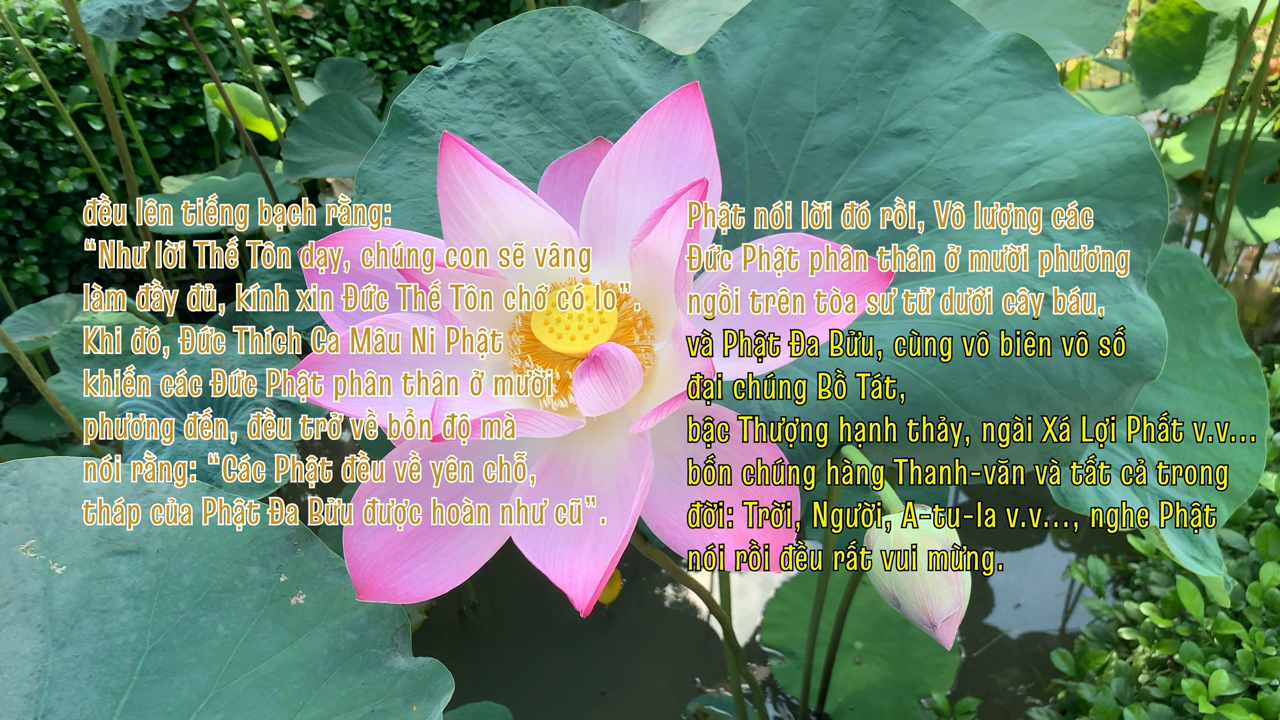 đều lên tiếng bạch rằng:
“Như lời Thế Tôn dạy, chúng con sẽ vâng
làm đầy đủ, kính xin Đức Thế Tôn chớ có lo”.
Khi đó, Đức Thích Ca Mâu Ni Phật
khiến các Đức Phật phân thân ở mười
phương đến, đều trở về bổn độ mà
nói rằng: “Các Phật đều về yên chỗ,
tháp của Phật Đa Bửu được hoàn như cũ”.
Phật nói lời đó rồi, Vô lượng các
Đức Phật phân thân ở mười phương
ngồi trên tòa sư tử dưới cây báu,
và Phật Đa Bửu, cùng vô biên vô số
đại chúng Bồ Tát,
bậc Thượng hạnh thảy, ngài Xá Lợi Phất v.v...
bốn chúng hàng Thanh-văn và tất cả trong
đời: Trời, Người, A-tu-la v.v..., nghe Phật
nói rồi đều rất vui mừng.